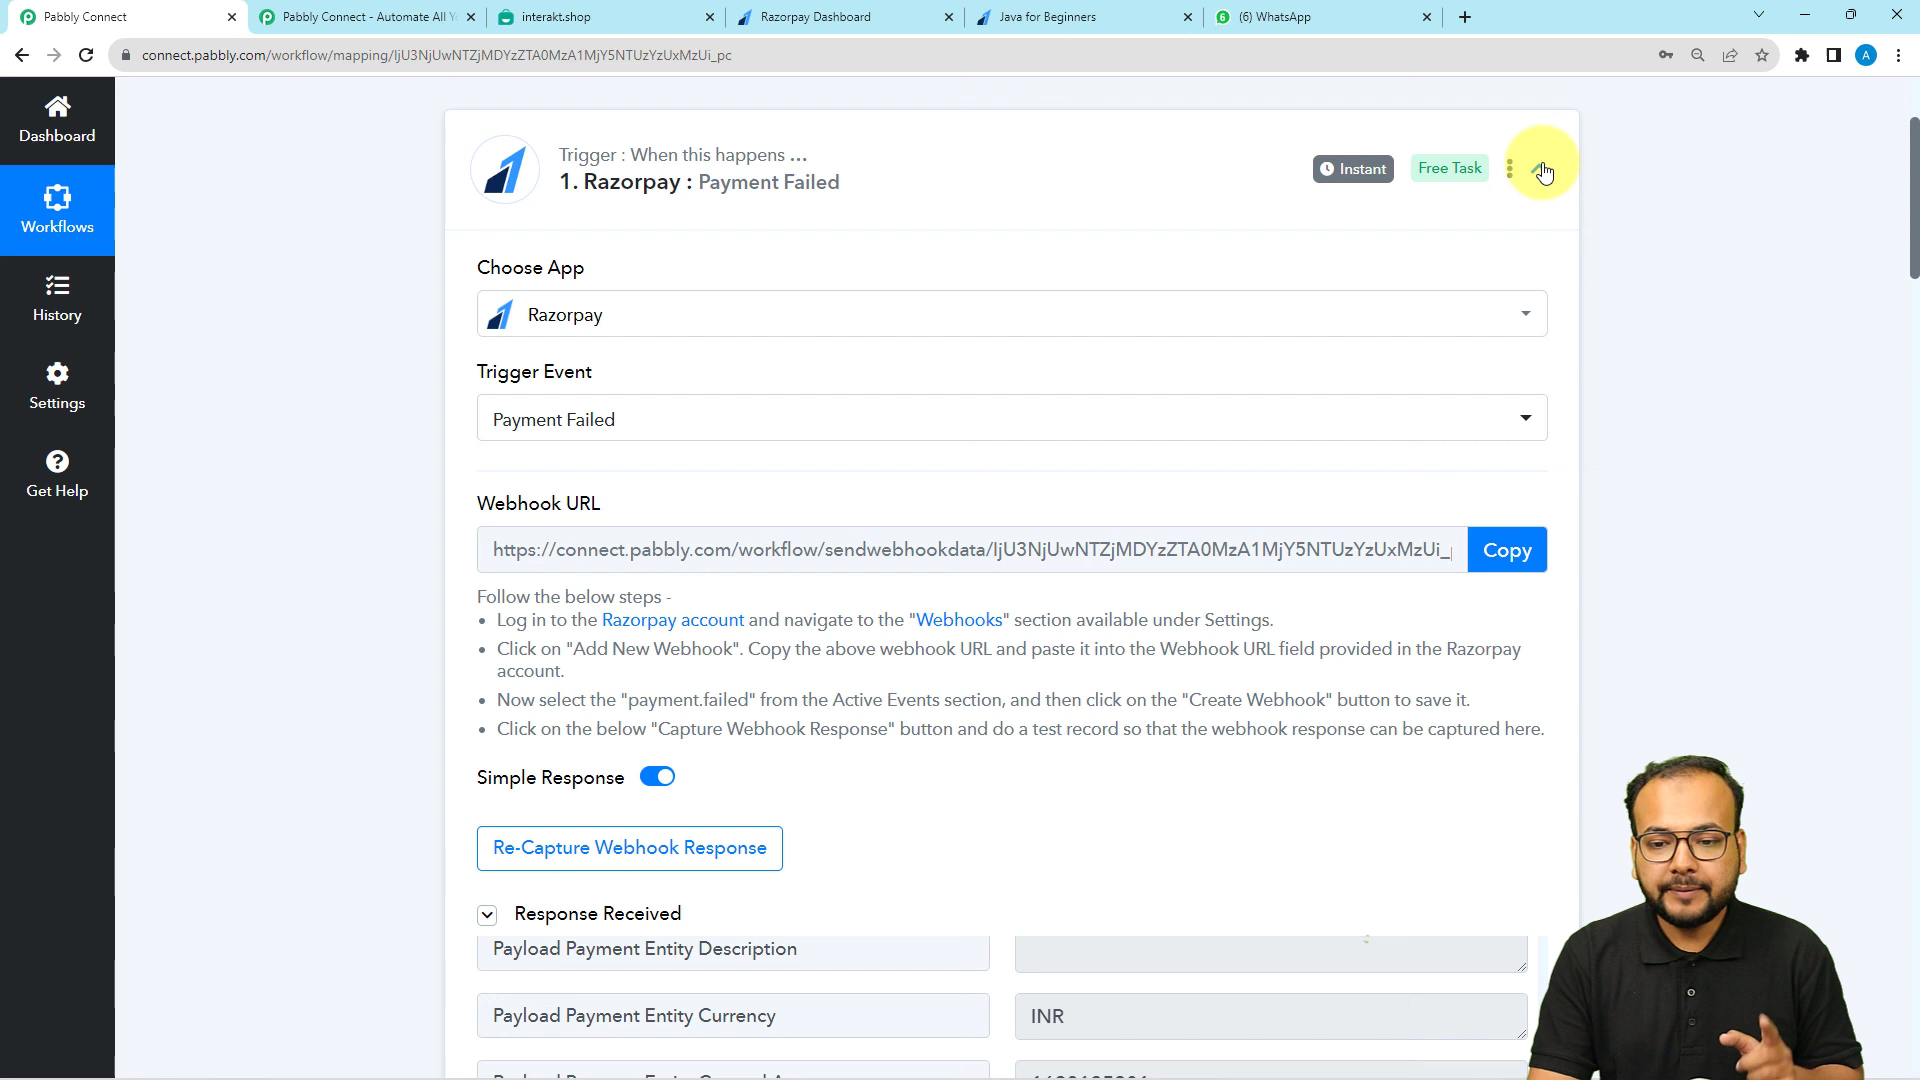 Pabbly Connect
Pabbly Connect - Automate All Y
interakt.shop
Razorpay Dashboard
Java for Beginners
(6) WhatsApp
connect.pabbly.com/workflow/mapping/IjU3NjUwNTZjMDYzZTA0MzA1MjY5NTUzYzUxMzUi_pc
A
Dashboard
Workflows
History
Settings
Get Help
Trigger : When this happens ...
1. Razorpay : Payment Failed
Instant
Free Task
Choose App
Razorpay
Trigger Event
Payment Failed
Webhook URL
https://connect.pabbly.com/workflow/sendwebhookdata/IjU3NjUwNTZjMDYzZTA0MzA1MjY5NTUzYzUxMzUi_
Copy
Follow the below steps -
• Log in to the Razorpay account and navigate to the "Webhooks" section available under Settings.
• Click on "Add New Webhook". Copy the above webhook URL and paste it into the Webhook URL field provided in the Razorpay
account.
• Now select the "payment.failed" from the Active Events section, and then click on the "Create Webhook" button to save it.
• Click on the below "Capture Webhook Response" button and do a test record so that the webhook response can be captured here.
Simple Response
Re-Capture Webhook Response
Response Received
Payload Payment Entity Description
Payload Payment Entity Currency
INR